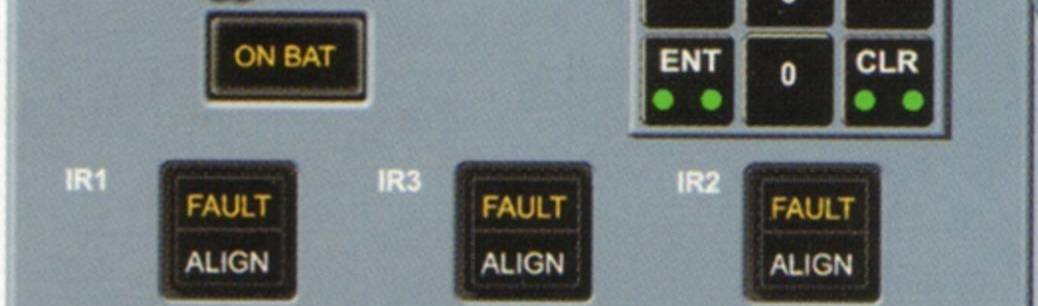 ON BAT
ENT 0 CLR
IR1 IR3 IR2
FAULT FAULT FAULT
ALIGN ALIGN ALIGN